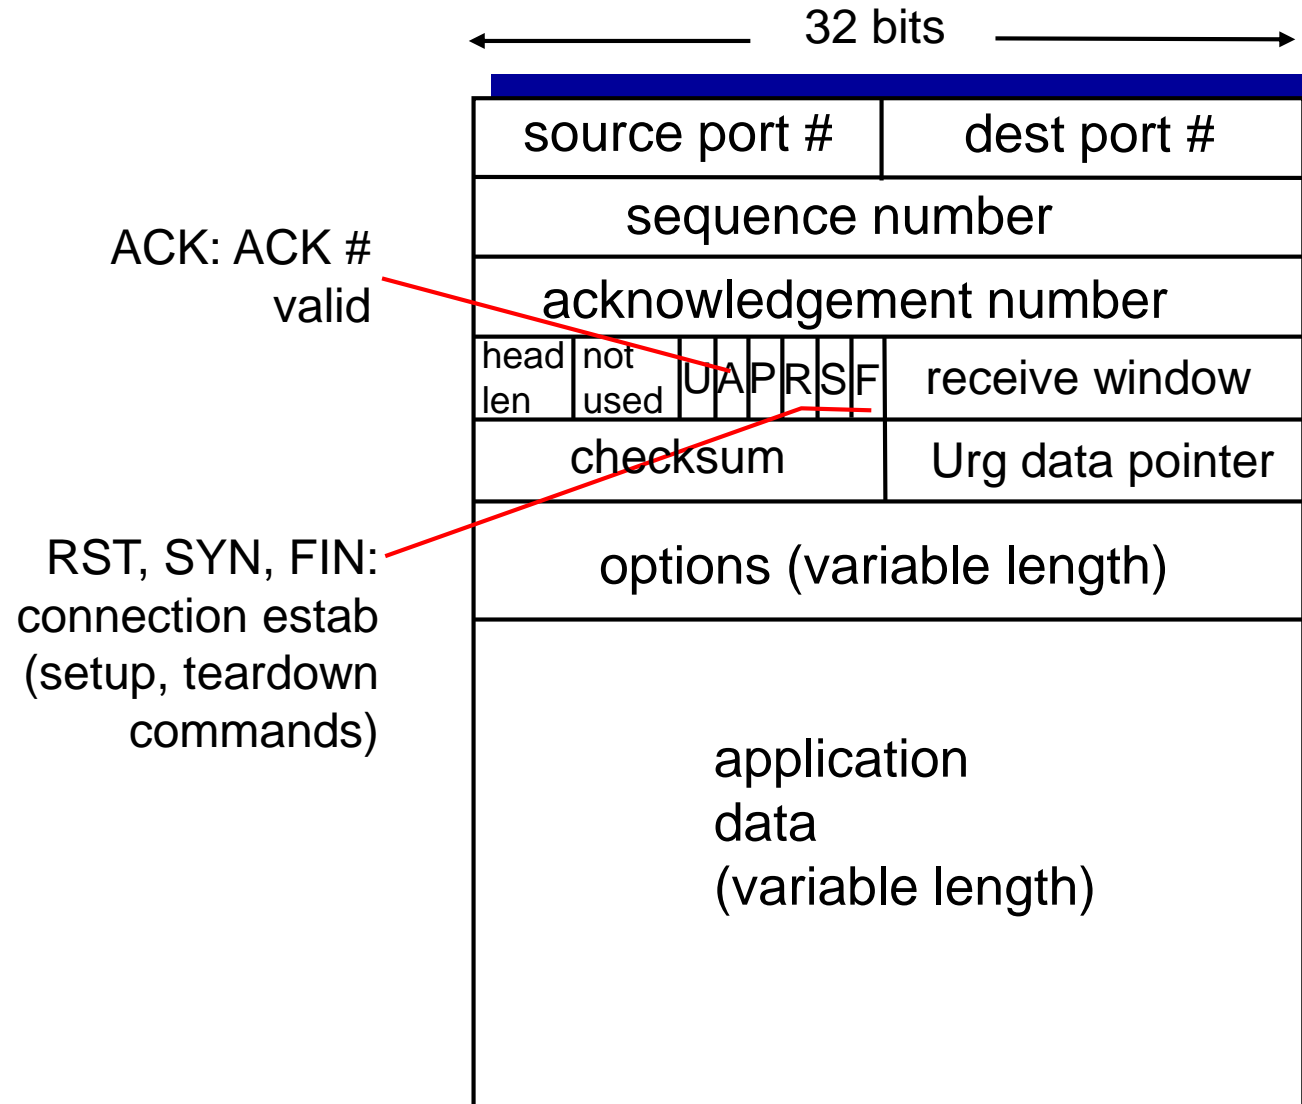 32 bits
source port #
dest port #
sequence number
ACK: ACK #
valid
acknowledgement number
head
len
not
used
U
A
P
R
S
F
receive window
checksum
Urg data pointer
RST, SYN, FIN:
connection estab
(setup, teardown
commands)
options (variable length)
application
data
(variable length)